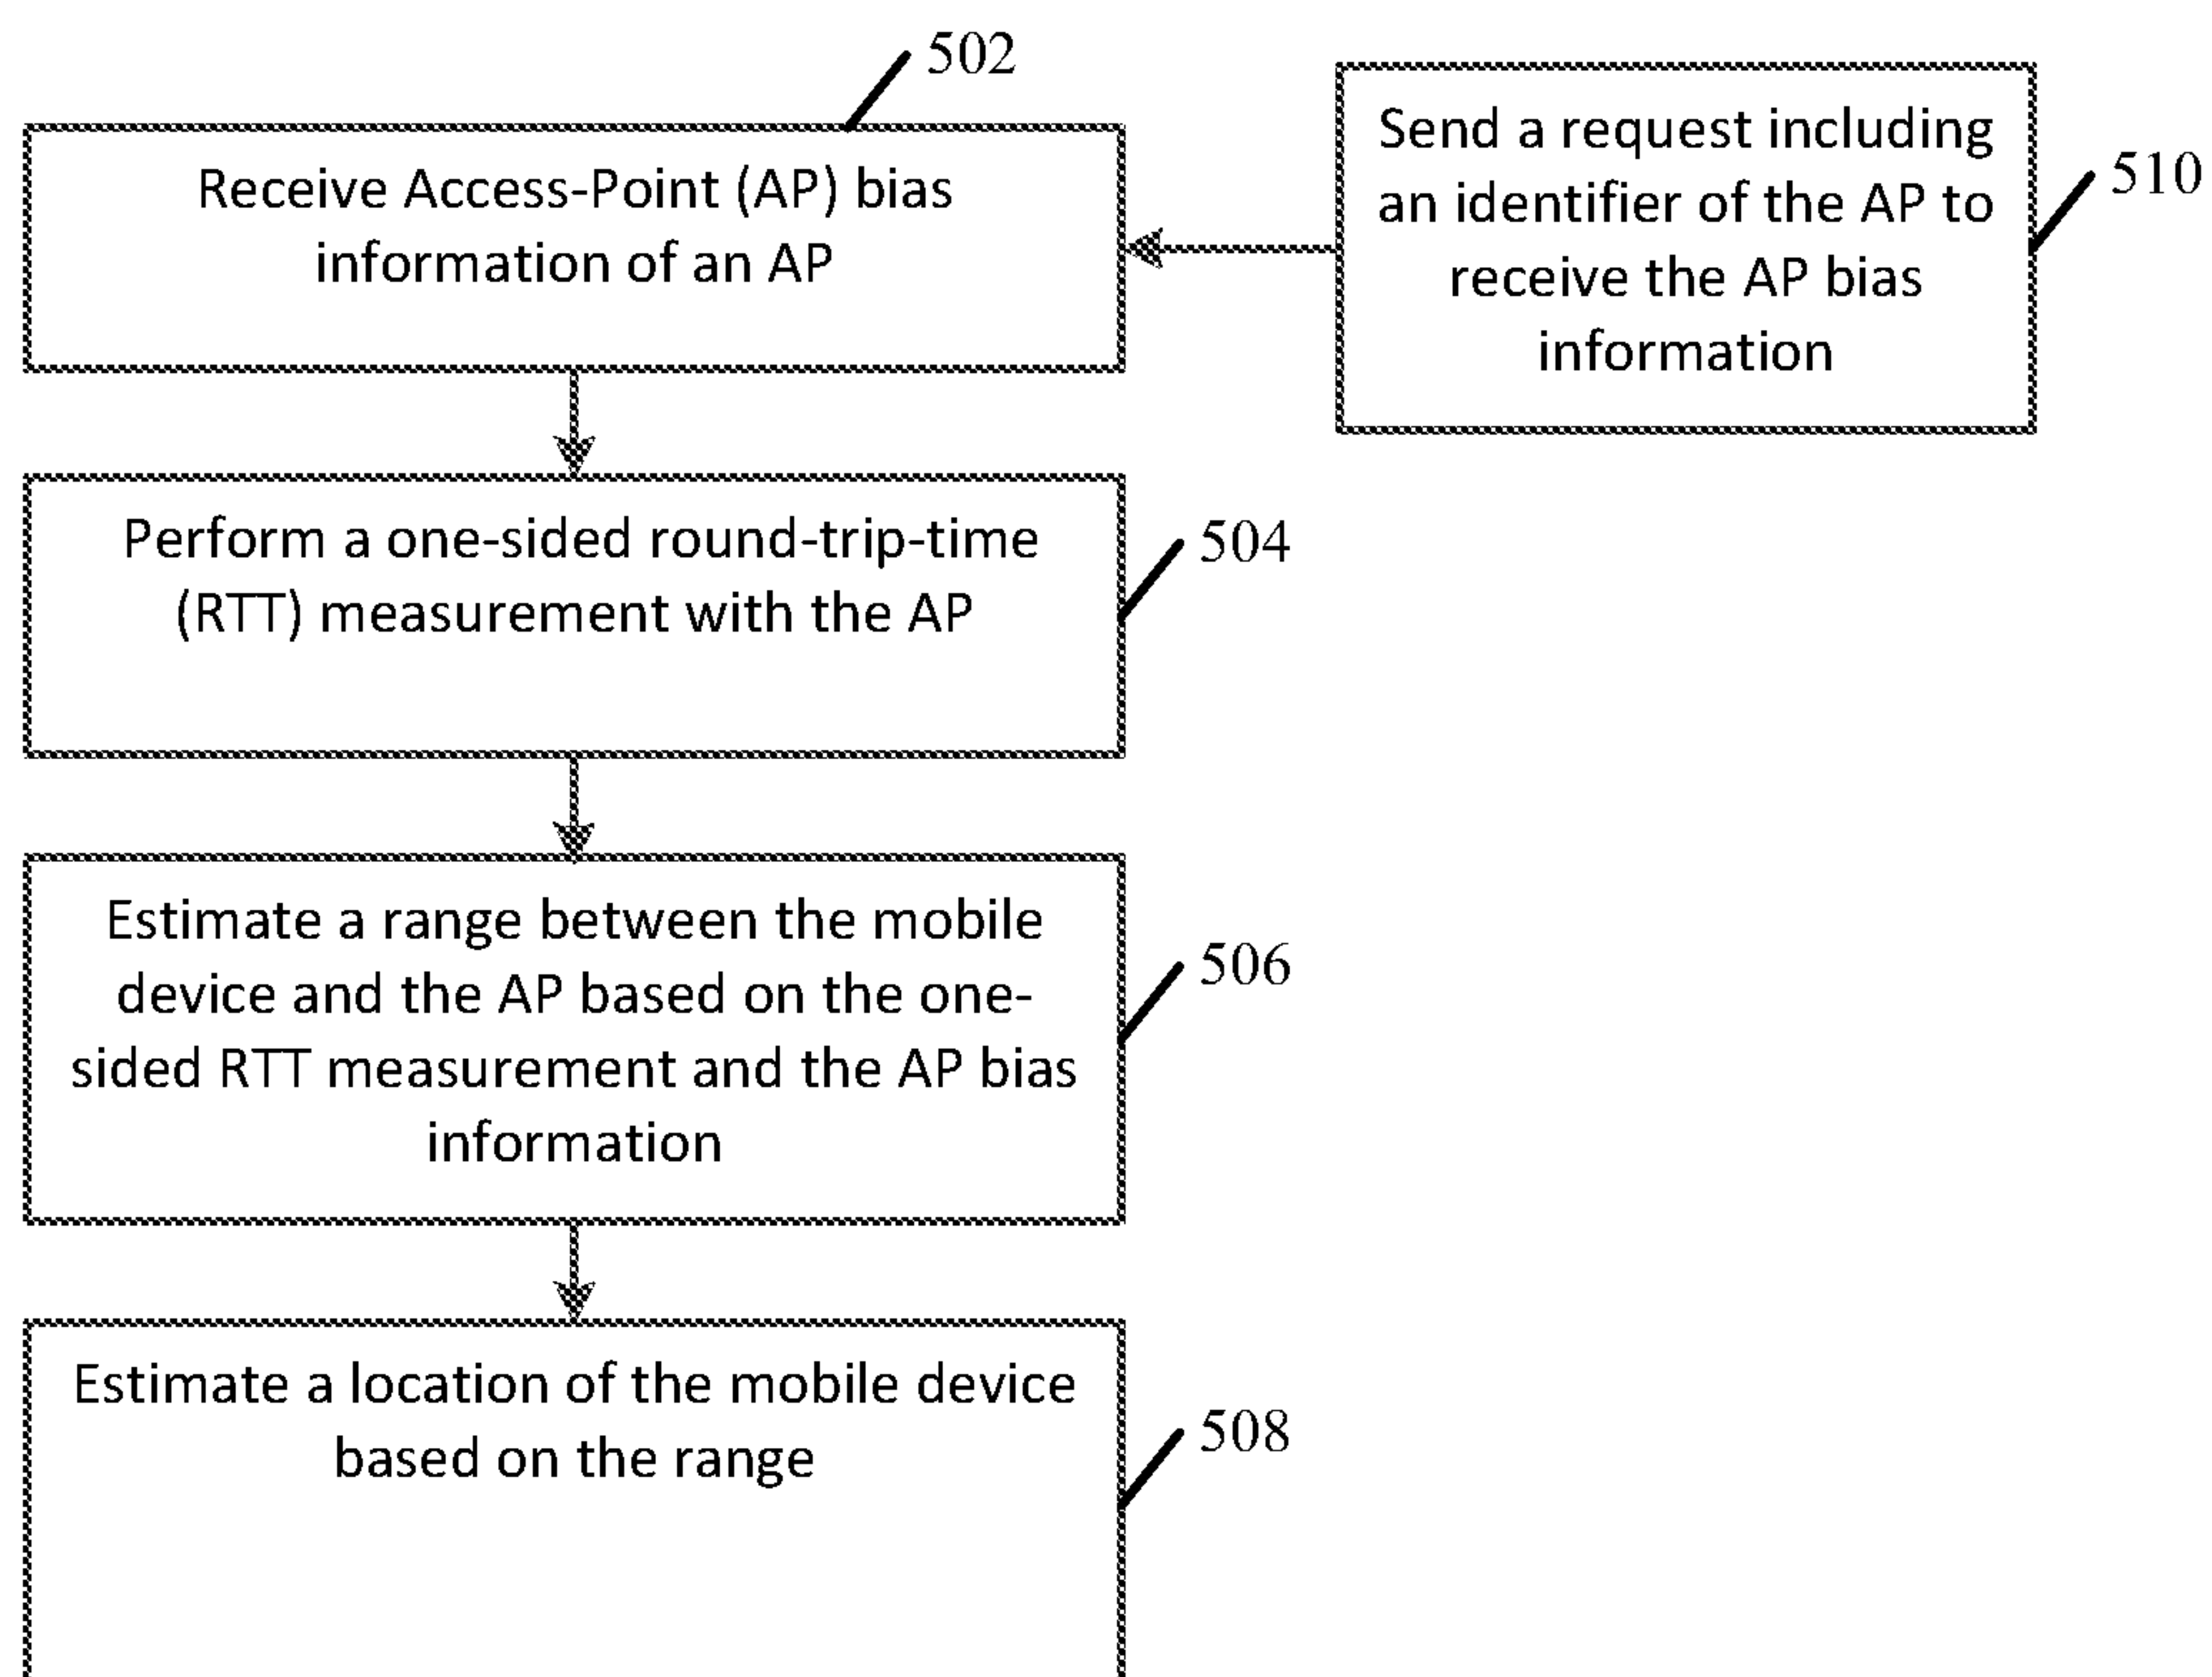 502
Receive Access-Point (AP) bias
information of an AP
Send a request including
an identifier of the AP to
receive the AP bias
information
510
Perform a one-sided round-trip-time
(RTT) measurement with the AP
504
Estimate a range between the mobile
device and the AP based on the one-
sided RTT measurement and the AP bias
information
506
Estimate a location of the mobile device
based on the range
508